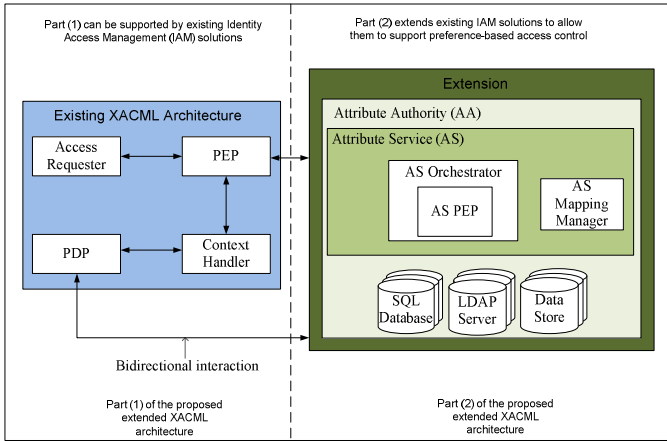 Part (1) can be supported by existing Identity
Access Management (IAM) solutions
Part (2) extends existing IAM solutions to allow
them to support preference-based access control
Extension
Existing XACML Architecture
Attribute Authority (AA)
Attribute Service (AS)
Access
Requester
PEP
AS Orchestrator
AS PEP
AS
Mapping
Manager
PDP
Context
Handler
SQL
Database
LDAP
Server
Data
Store
Bidirectional interaction
Part (1) of the proposed
extended XACML
architecture
Part (2) of the proposed
extended XACML
architecture